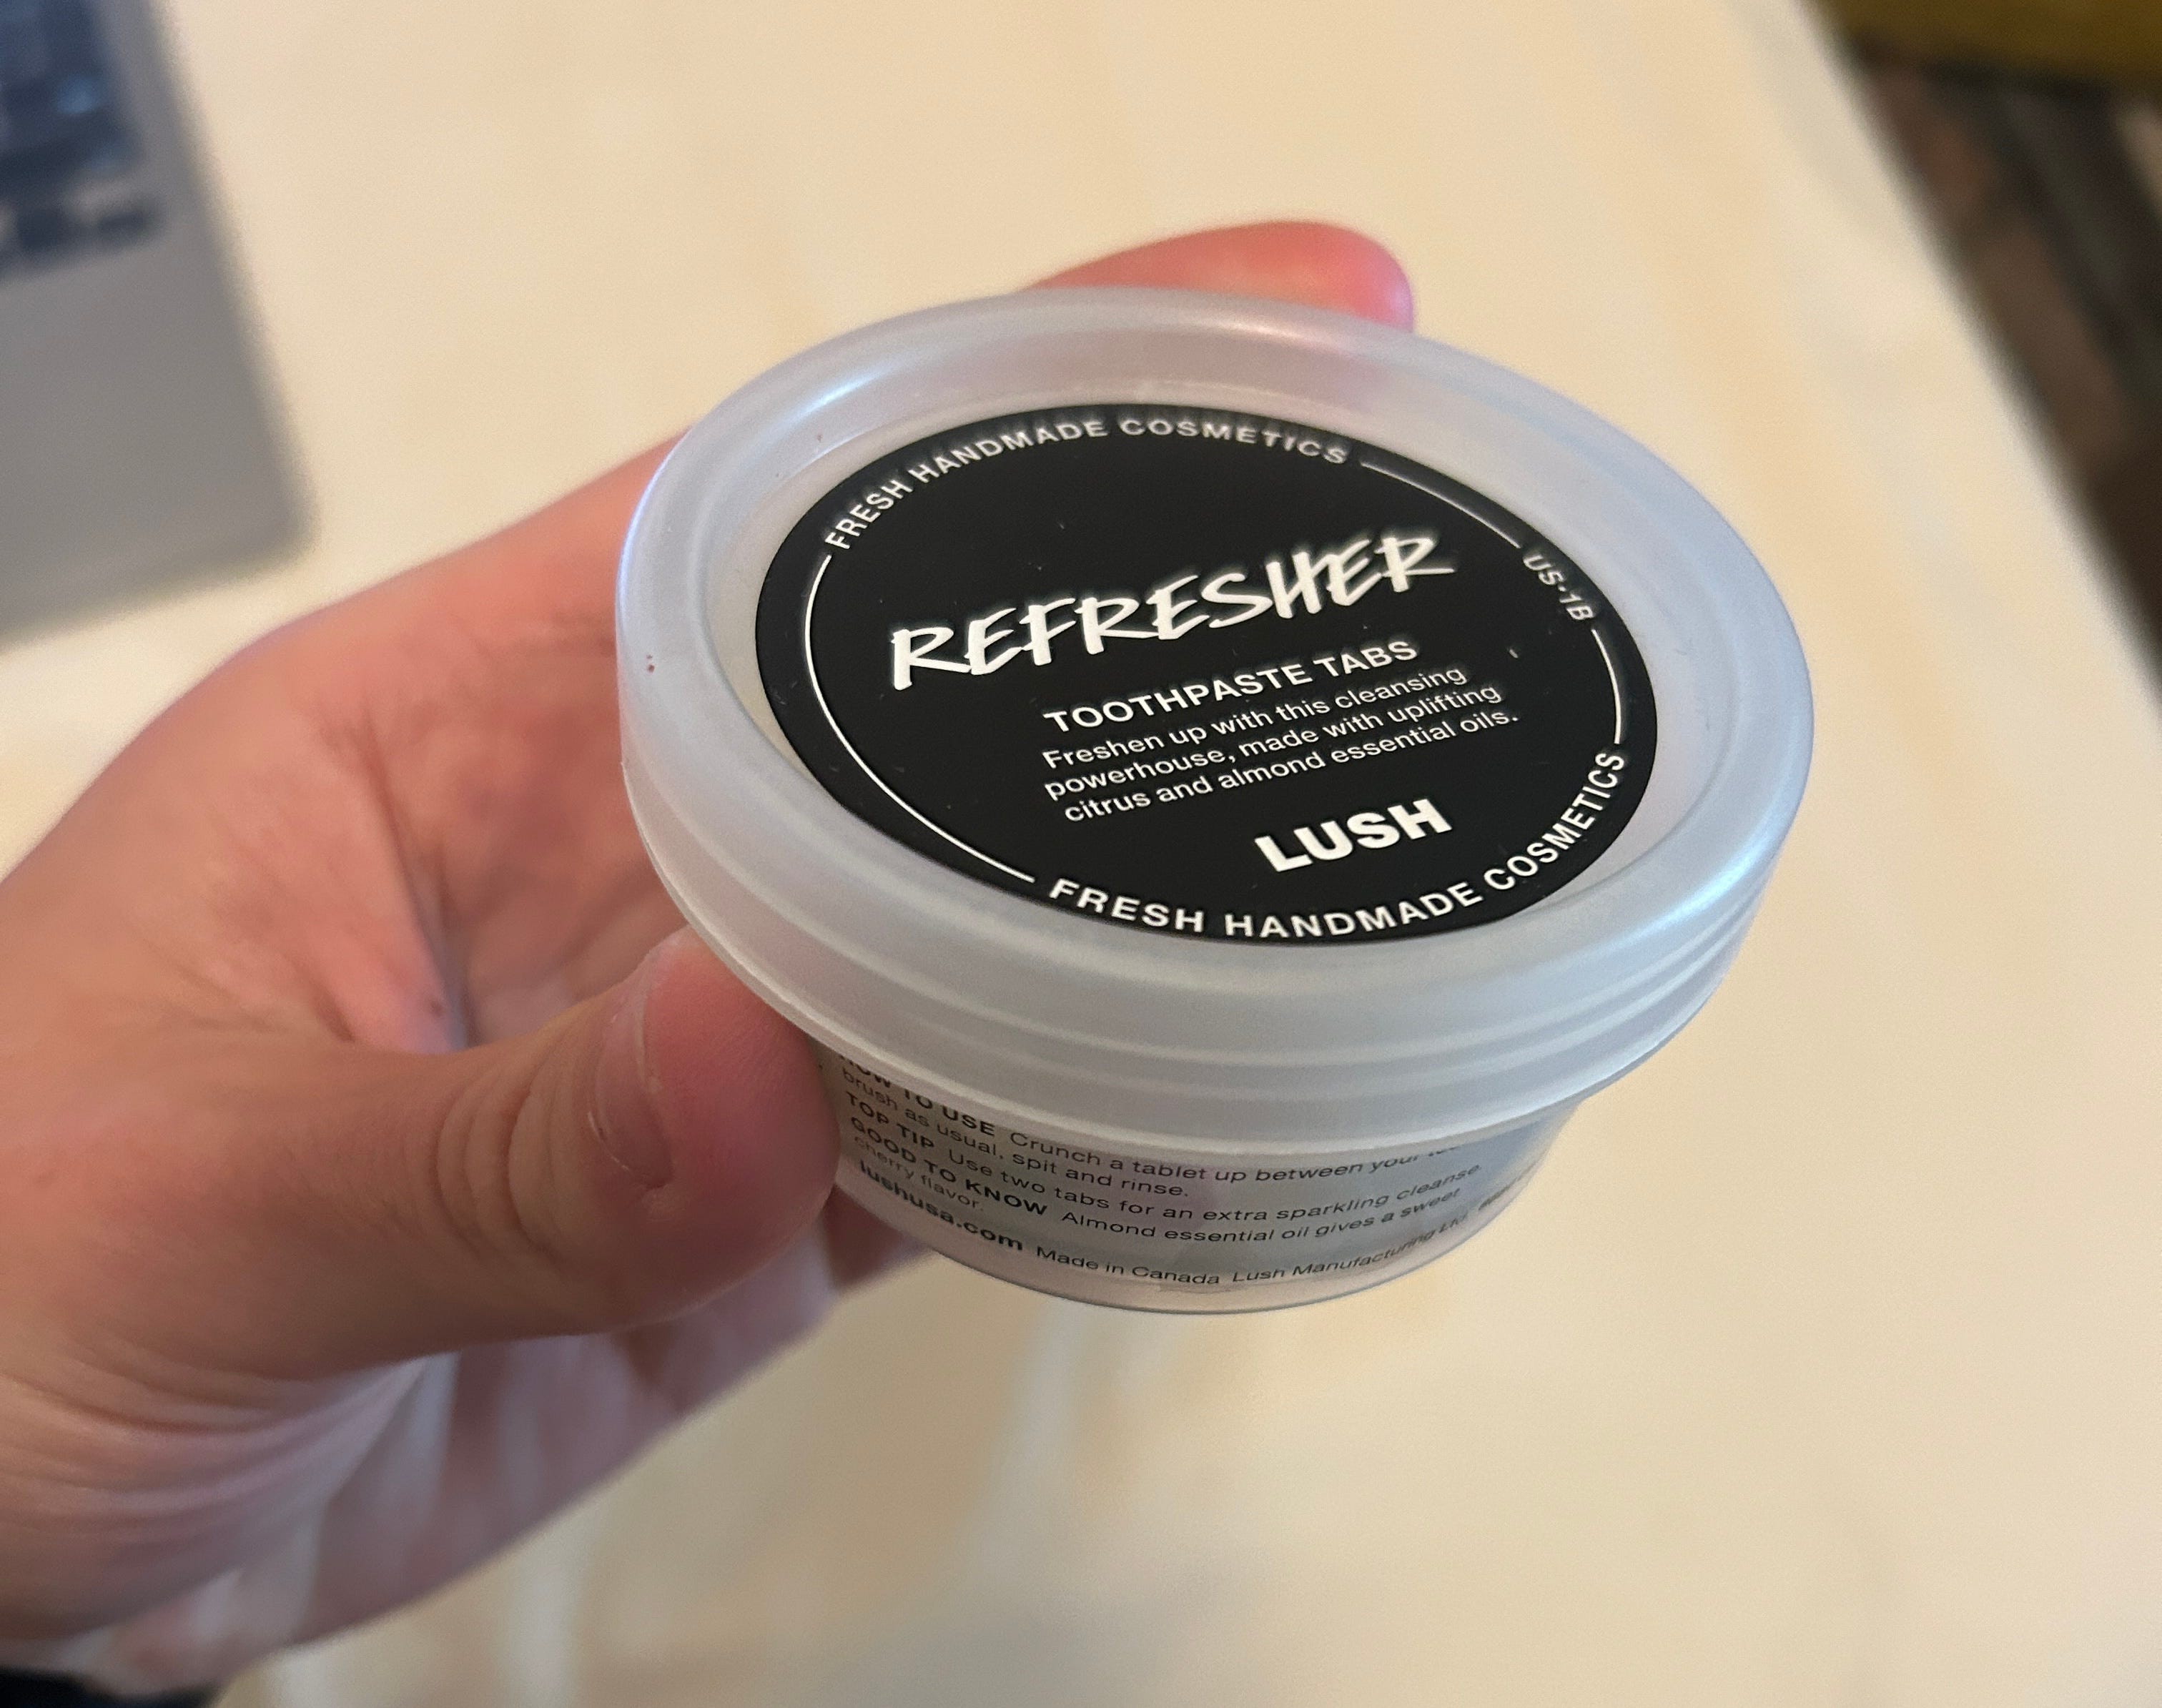 FRESH HANDMADE COSMETICS
US-1B
REFRESHER
TOOTHPASTE TABS
Freshen up with this cleansing
powerhouse, made with uplifting
citrus and almond essential oils.
LUSH
FRESH HANDMADE COSMETICS
HOW TO USE Crunch a tablet up between your
brush as usual, spit and rinse.
TOP TIP Use two tabs for an extra sparkling cleanse.
GOOD TO KNOW Almond essential oil gives a sweet
cherry flavor.
lushusa.com Made in Canada Lush Manufacturing Ltd